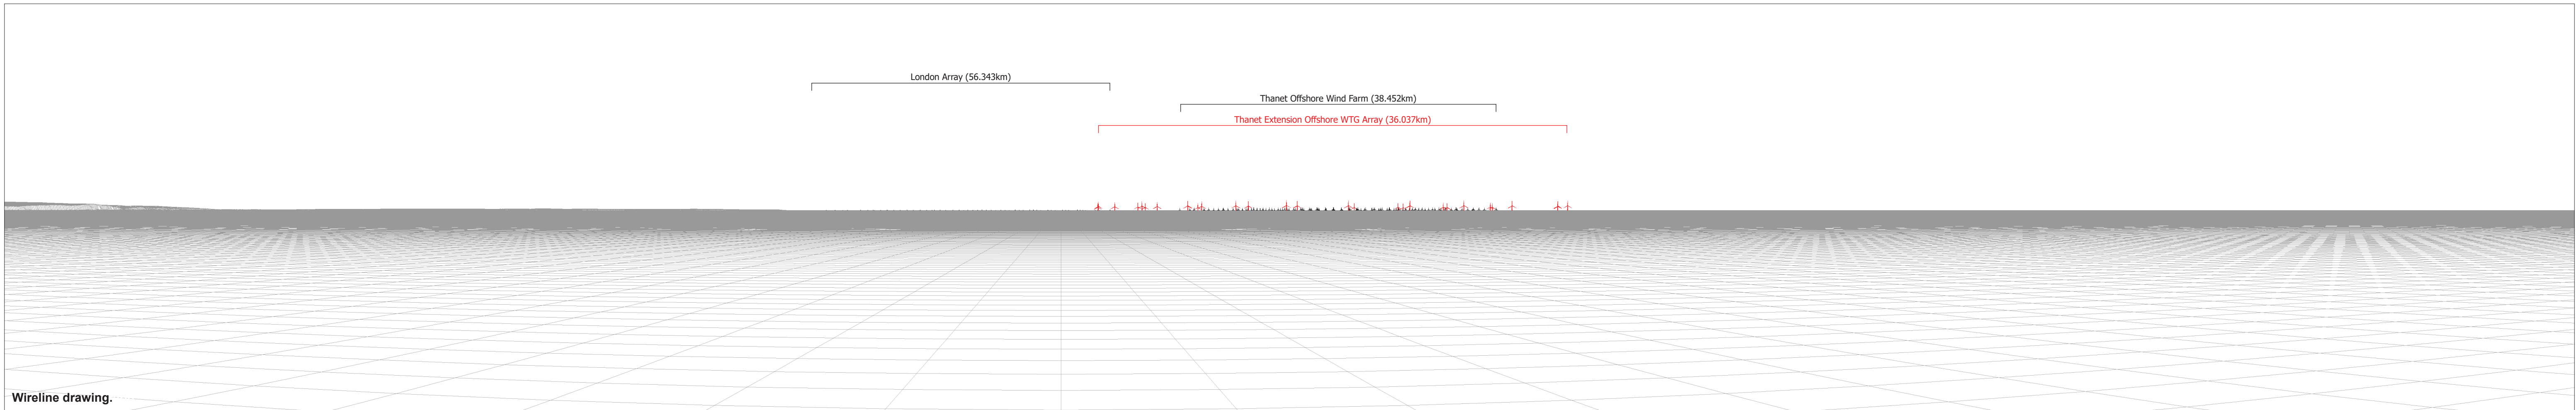 London Array (56.343km)
Thanet Offshore Wind Farm (38.452km)
Thanet Extension Offshore WTG Array (36.037km)
Wireline drawing.